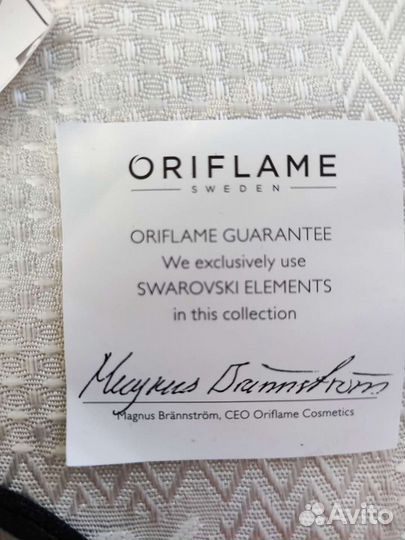 ORIFLAME
SWEDEN
ORIFLAME GUARANTEE
We exclusively use
SWAROVSKI ELEMENTS
in this collection
Magnus Brännström
Magnus Brännström, CEO Oriflame Cosmetics
Avito